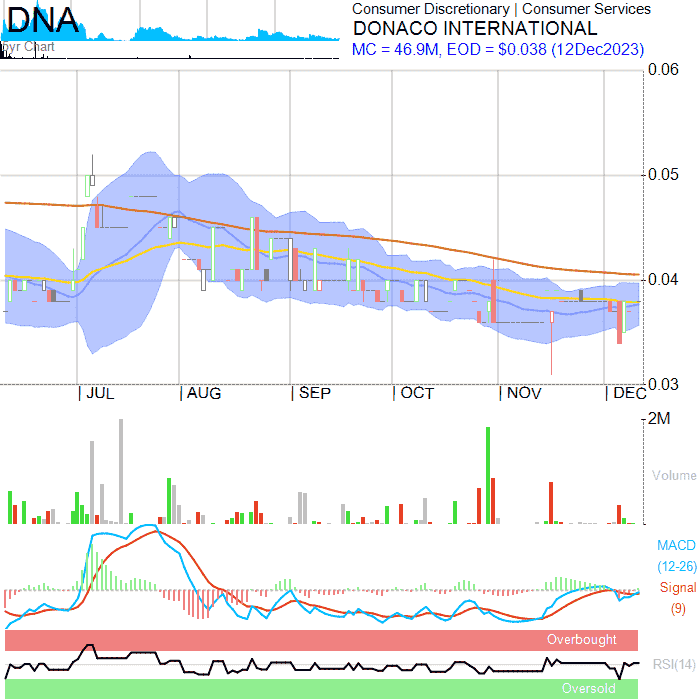 DNA
Consumer Discretionary | Consumer Services
DONACO INTERNATIONAL
MC = 46.9M, EOD = $0.038 (12Dec2023)
yr Chart
0.06
0.05
0.04
0.03
| JUL | AUG | SEP | OCT | NOV | DEC
2M
Volume
MACD
(12-26)
Signal
(9)
Overbought
RSI(14)
Oversold